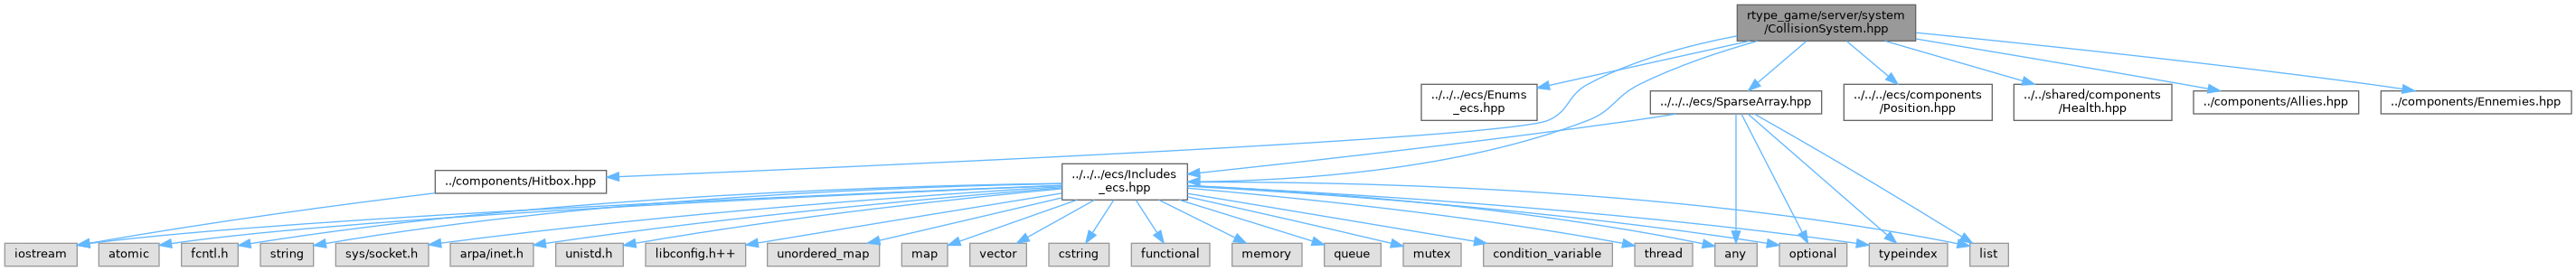 rtype_game/server/system
/CollisionSystem.hpp
../../../ecs/Enums
_ecs.hpp
../../../ecs/SparseArray.hpp
../../../ecs/components
/Position.hpp
../../shared/components
/Health.hpp
../components/Allies.hpp
../components/Ennemies.hpp
../components/Hitbox.hpp
../../../ecs/Includes
_ecs.hpp
iostream
atomic
fcntl.h
string
sys/socket.h
arpa/inet.h
unistd.h
libconfig.h++
unordered_map
map
vector
cstring
functional
memory
queue
mutex
condition_variable
thread
any
optional
typeindex
list